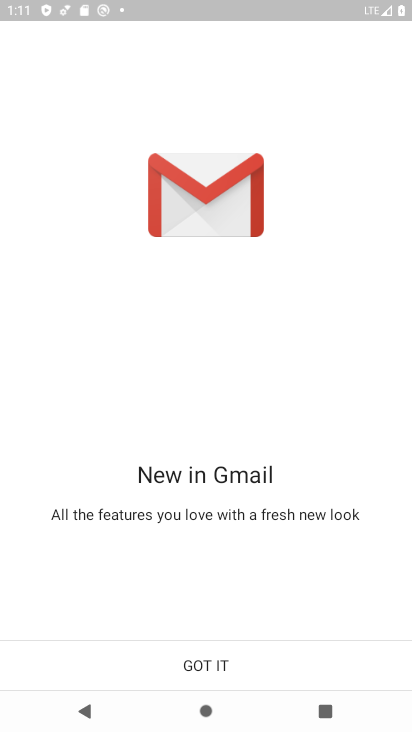 1:11
LTE
New in Gmail
All the features you love with a fresh new look
GOT IT